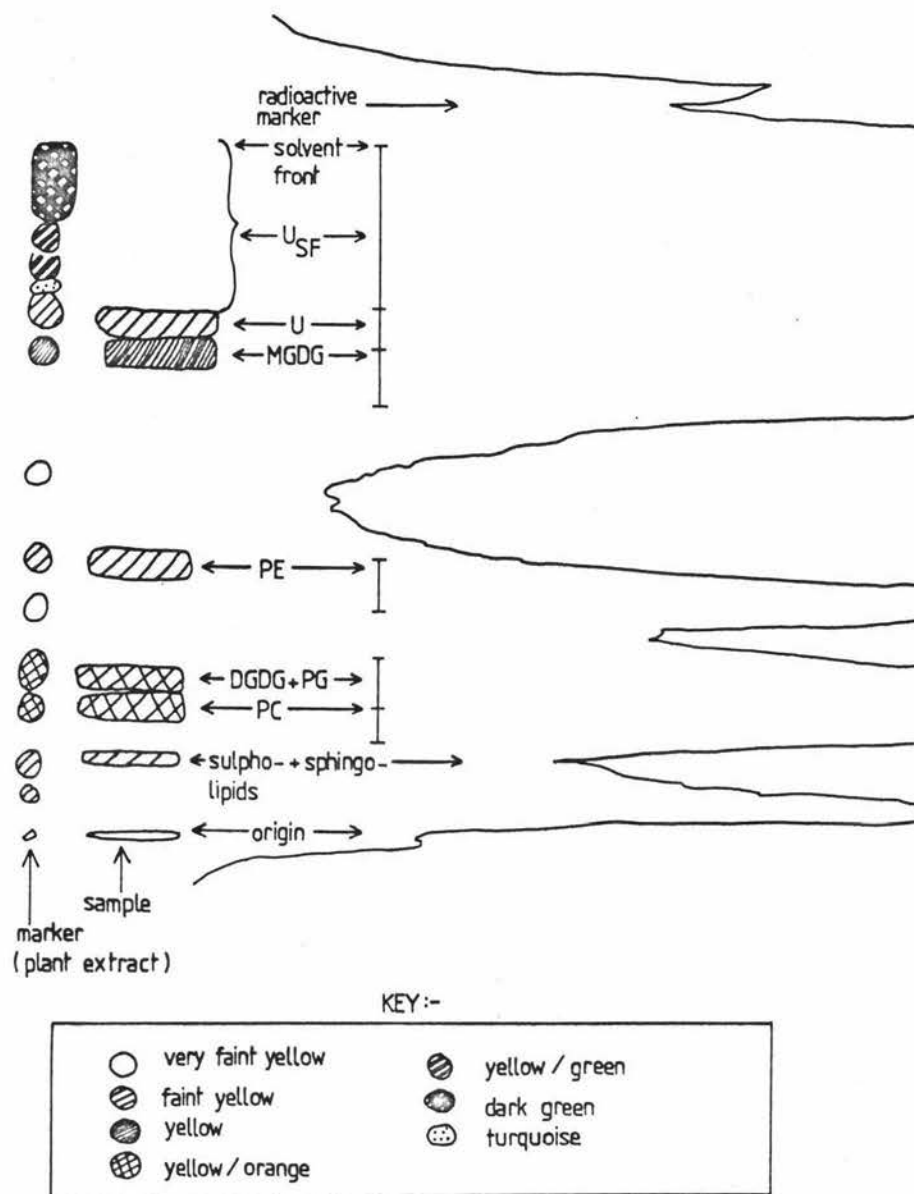 radioactive
marker
solvent
front
U SF
U
MGDG
PE
DGDG + PG
PC
sulpho- + sphingo-
lipids
origin
sample
marker
(plant extract)
KEY:-
very faint yellow
faint yellow
yellow
yellow / orange
yellow / green
dark green
turquoise